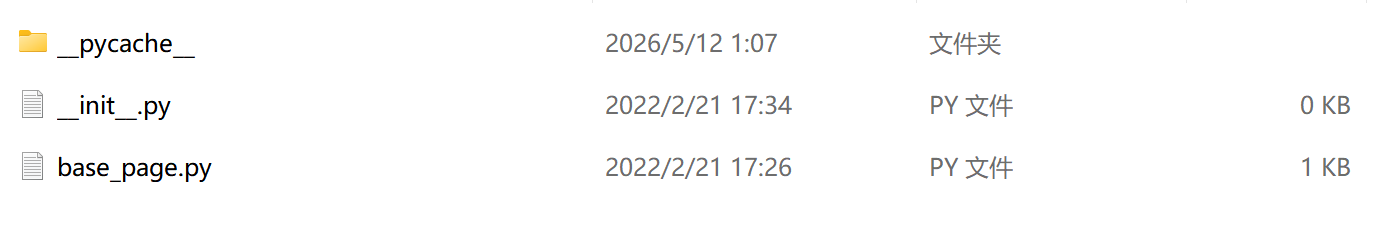 __pycache__ 2026/5/12 1:07 文件夹
__init__.py 2022/2/21 17:34 PY 文件 0 KB
base_page.py 2022/2/21 17:26 PY 文件 1 KB